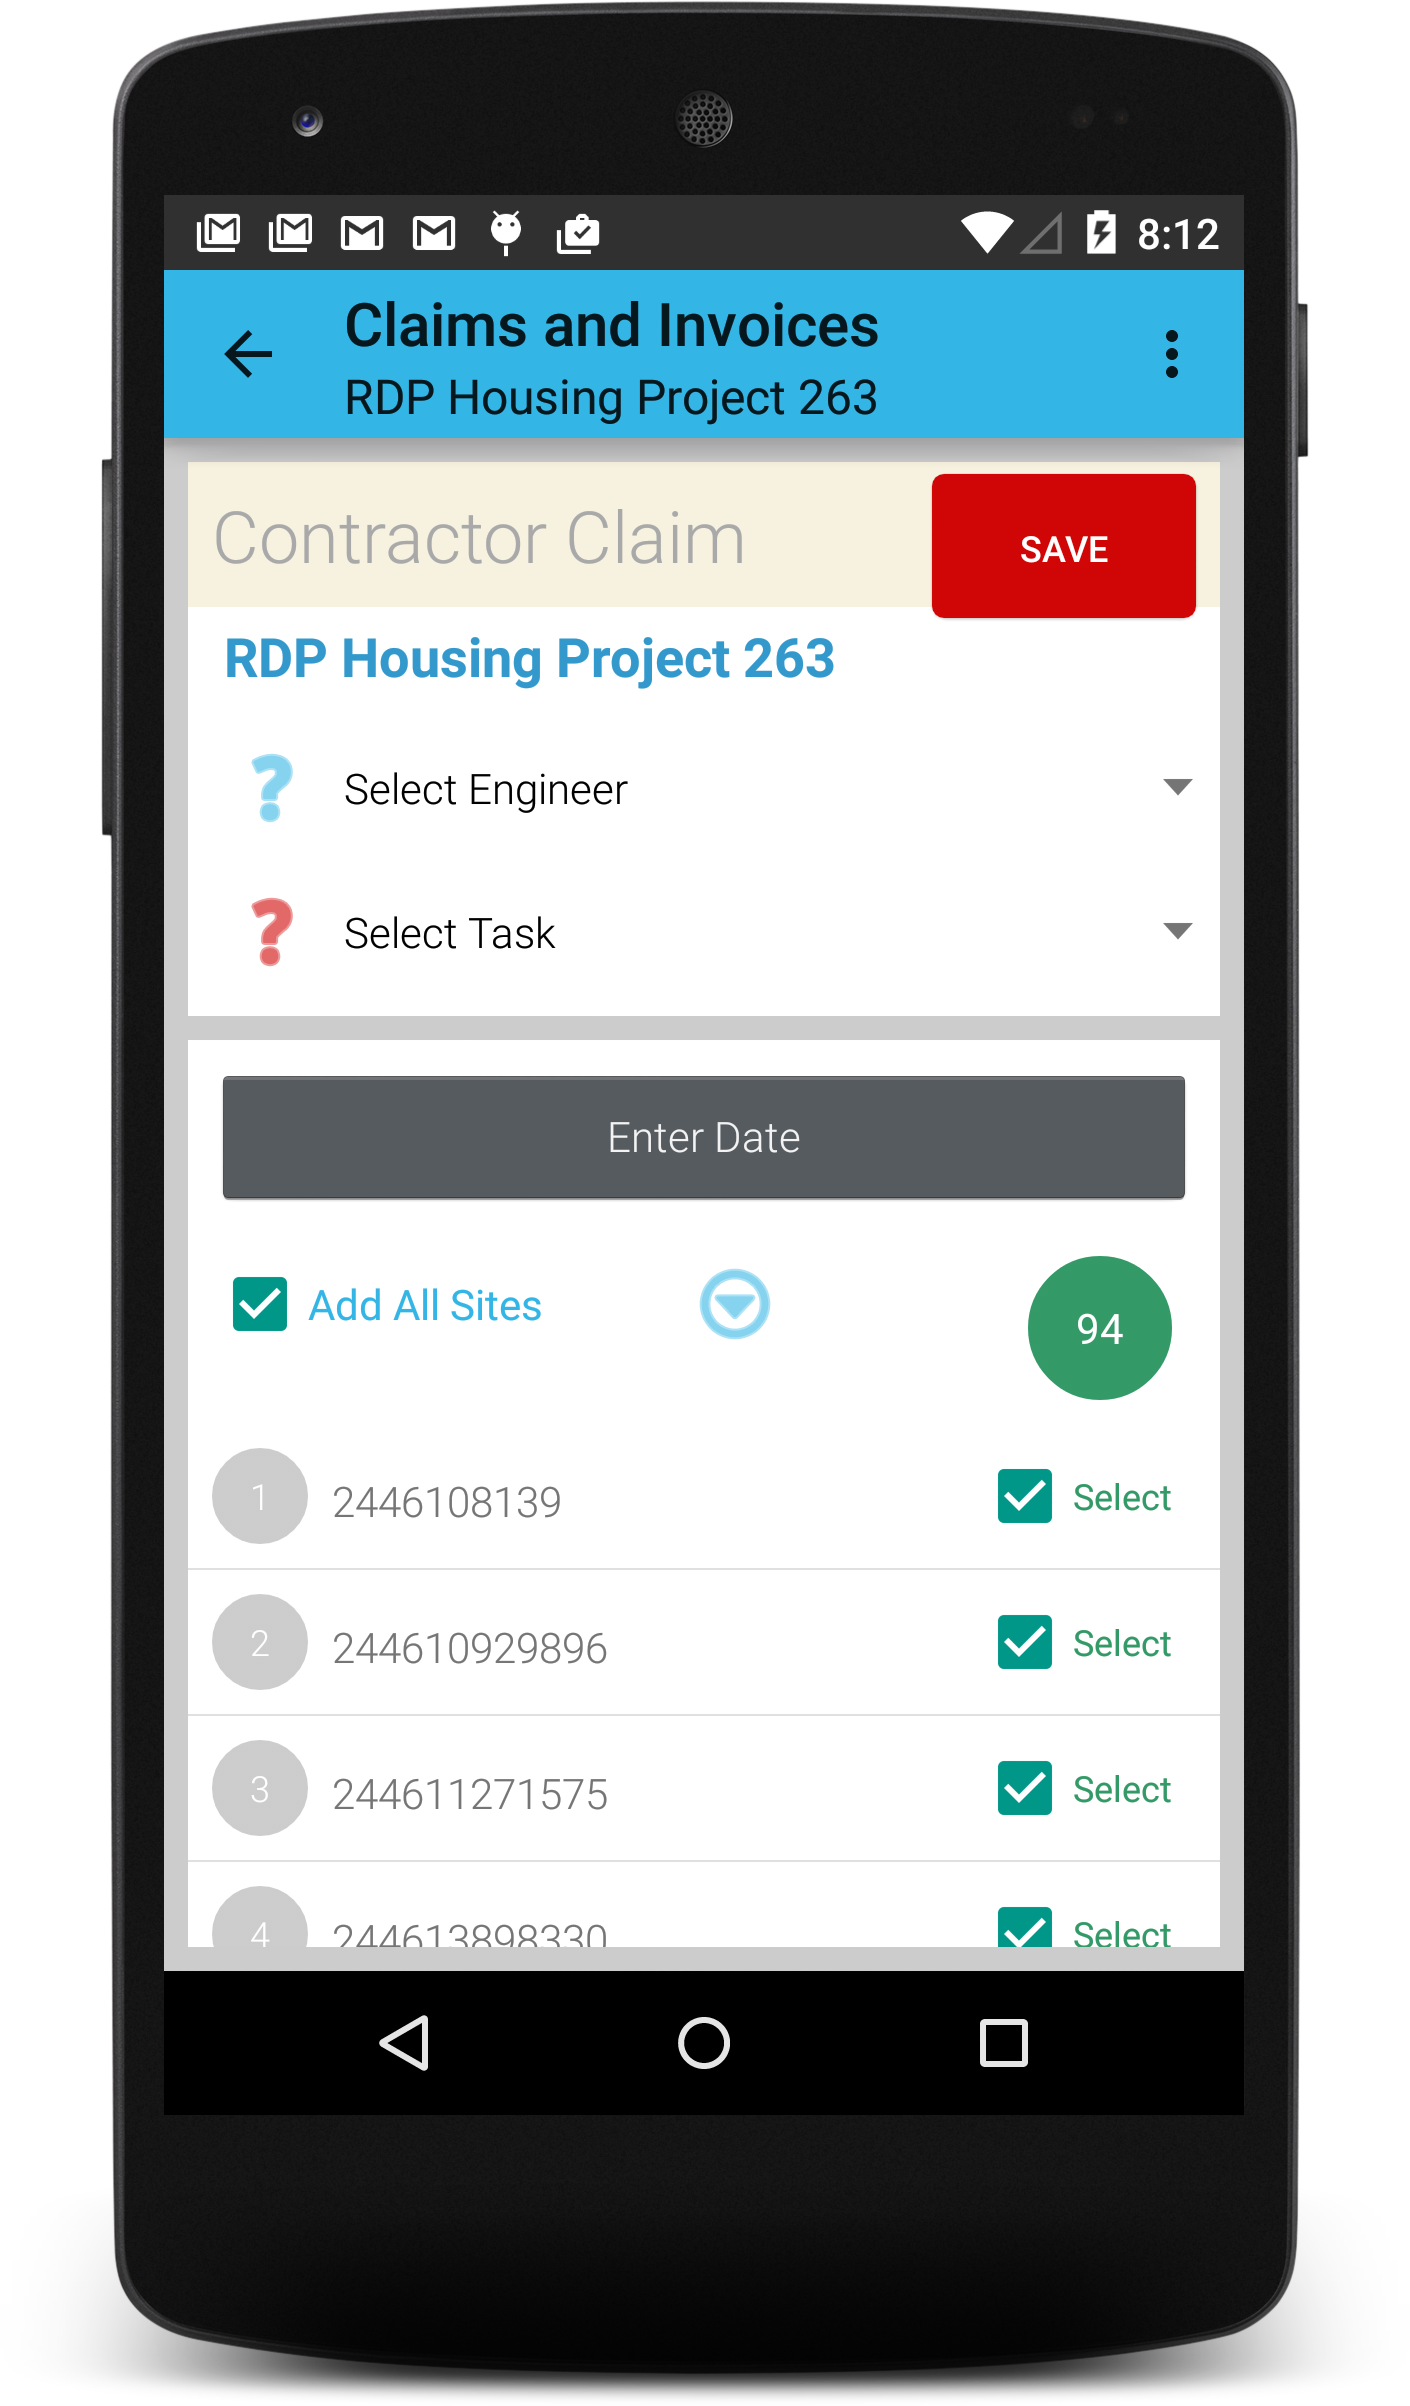 8:12
Claims and Invoices
RDP Housing Project 263
Contractor Claim
SAVE
RDP Housing Project 263
? Select Engineer
? Select Task
Enter Date
Add All Sites 94
1 2446108139 Select
2 244610929896 Select
3 244611271575 Select
4 244613898330 Select